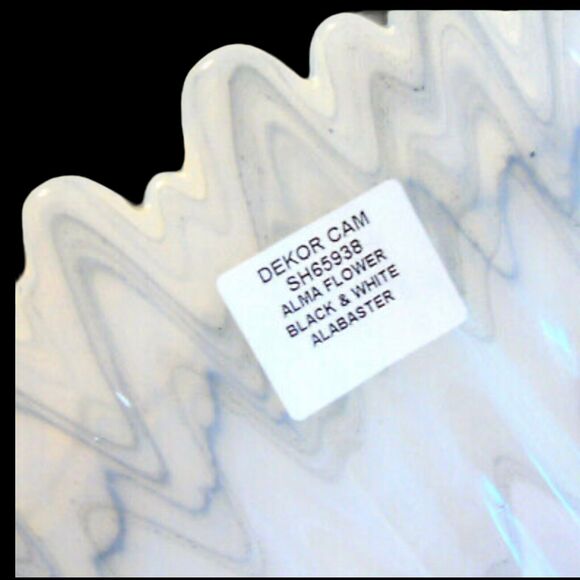 DEKOR CAM
SH65938
ALMA FLOWER
BLACK & WHITE
ALABASTER